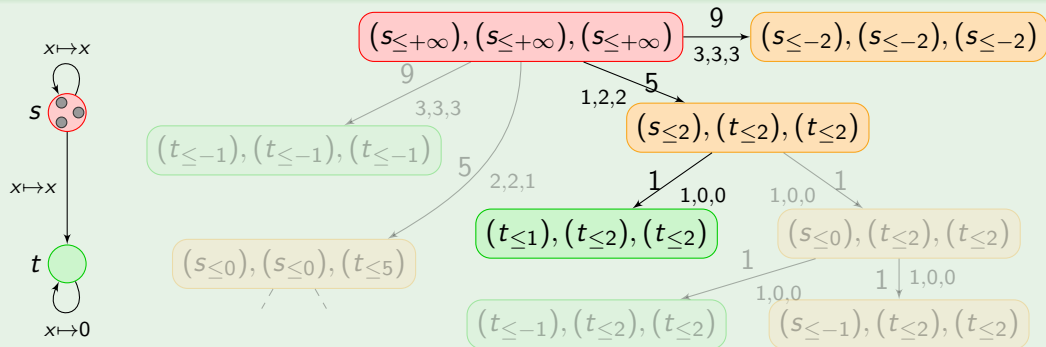 x↦x
s
x↦x
t
x↦0
(s≤+∞), (s≤+∞), (s≤+∞)
9
3,3,3
(s≤−2), (s≤−2), (s≤−2)
9
3,3,3
5
1,2,2
(s≤2), (t≤2), (t≤2)
(t≤−1), (t≤−1), (t≤−1)
5
2,2,1
1
1,0,0
1
1,0,0
(t≤1), (t≤2), (t≤2)
(s≤0), (t≤2), (t≤2)
(s≤0), (s≤0), (t≤5)
1
1,0,0
1
1,0,0
(t≤−1), (t≤2), (t≤2)
(s≤−1), (t≤2), (t≤2)